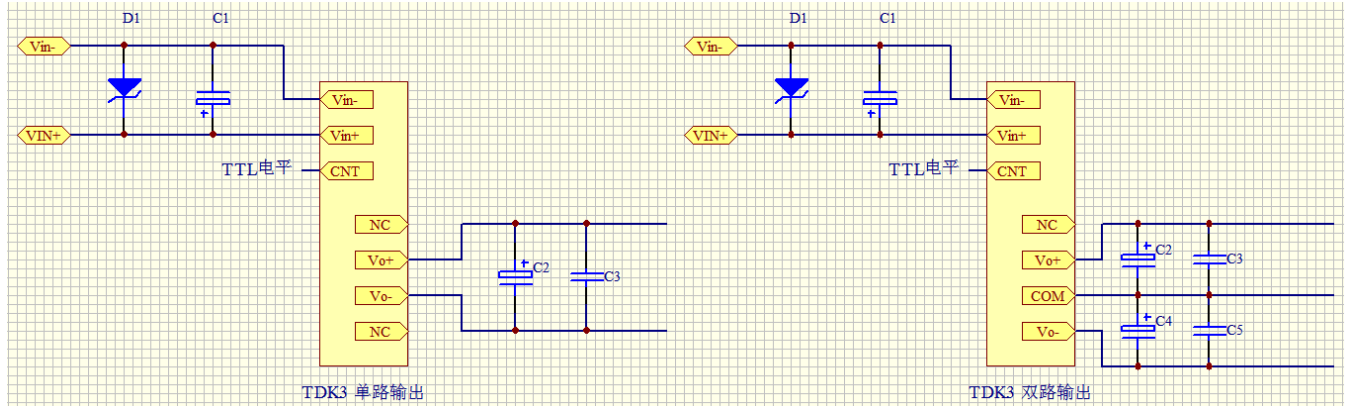 D1 C1
Vin-
Vin-
VIN+
Vin+
TTL电平
CNT
NC
Vo+
C2
C3
Vo-
NC
TDK3 单路输出
D1 C1
Vin-
Vin-
VIN+
Vin+
TTL电平
CNT
NC
Vo+
C2
C3
COM
C4
C5
Vo-
TDK3 双路输出